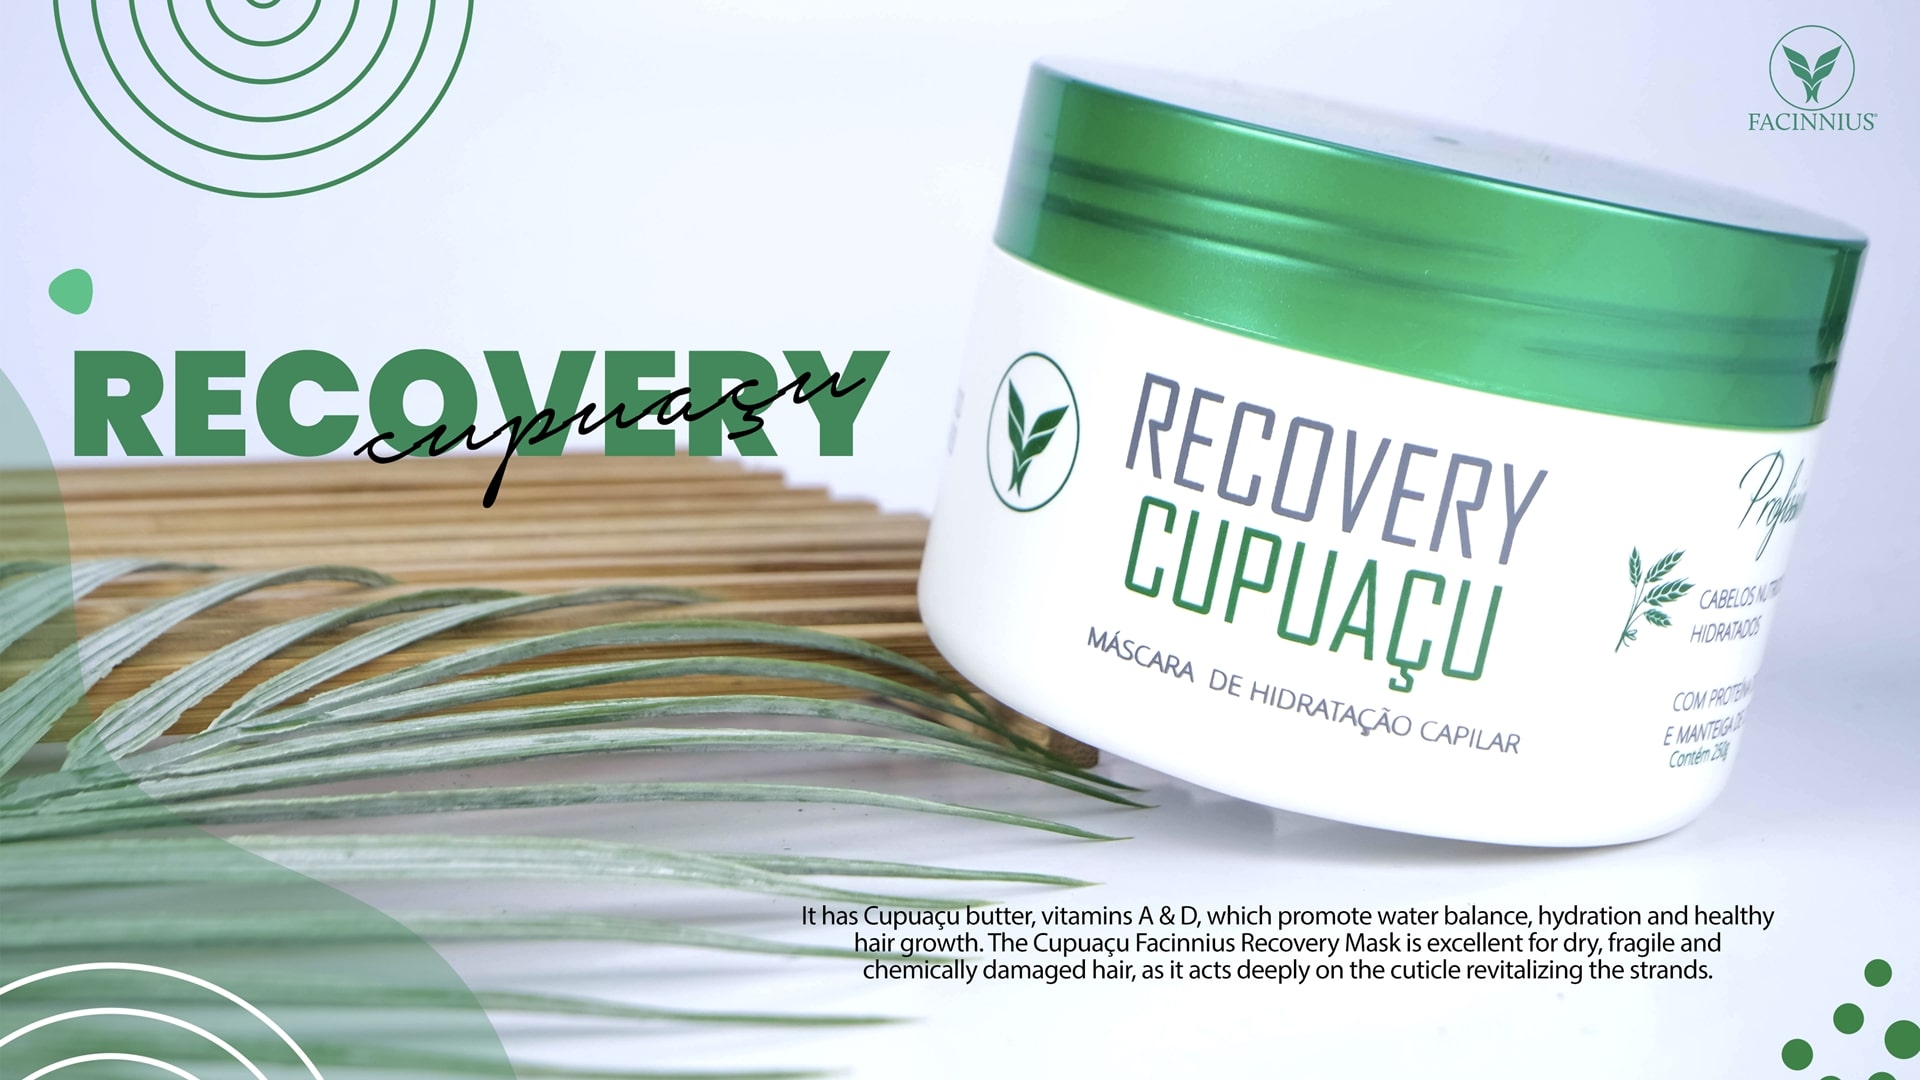 FACINNIUS
RECOVERY
cupuaçu
RECOVERY
CUPUAÇU
MÁSCARA DE HIDRATAÇÃO CAPILAR
CABELOS
HIDRATADOS
COM
E MANTEIGA
Contém 250g
It has Cupuaçu butter, vitamins A & D, which promote water balance, hydration and healthy
hair growth. The Cupuaçu Facinnius Recovery Mask is excellent for dry, fragile and
chemically damaged hair, as it acts deeply on the cuticle revitalizing the strands.